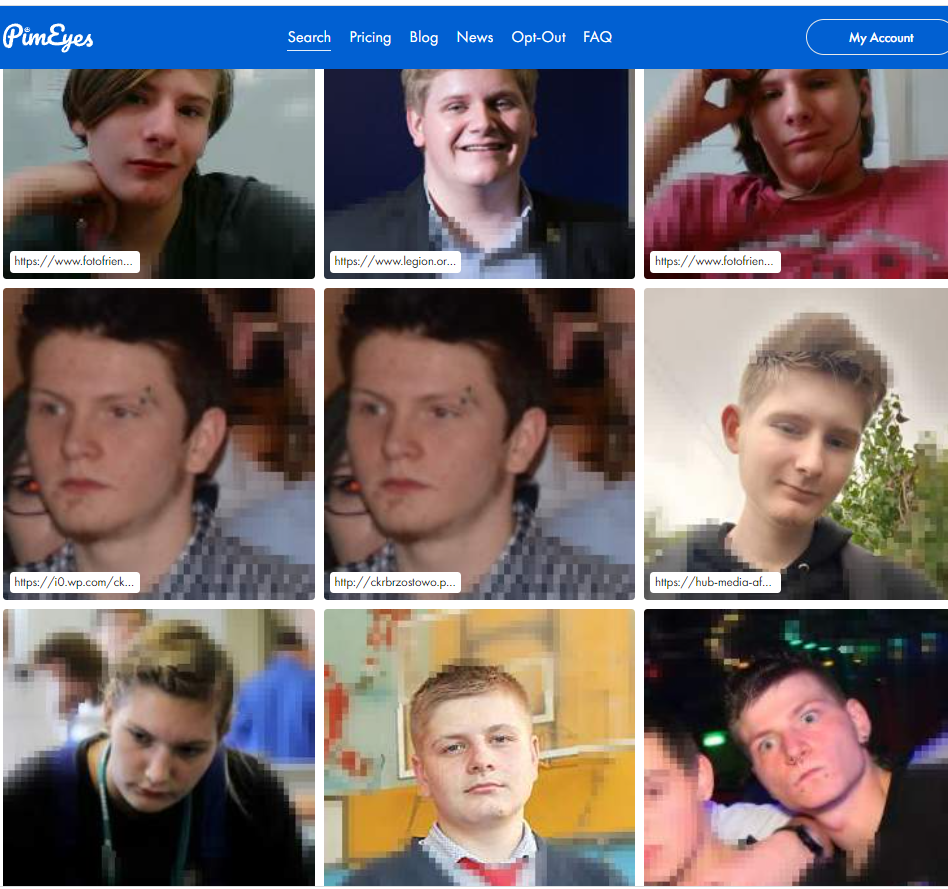 PimEyes
Search Pricing Blog News Opt-Out FAQ My Account
https://www.fotofrien...
https://www.legion.or...
https://www.fotofrien...
https://i0.wp.com/ck...
http://ckrbrzostowo.p...
https://hub-media-af...